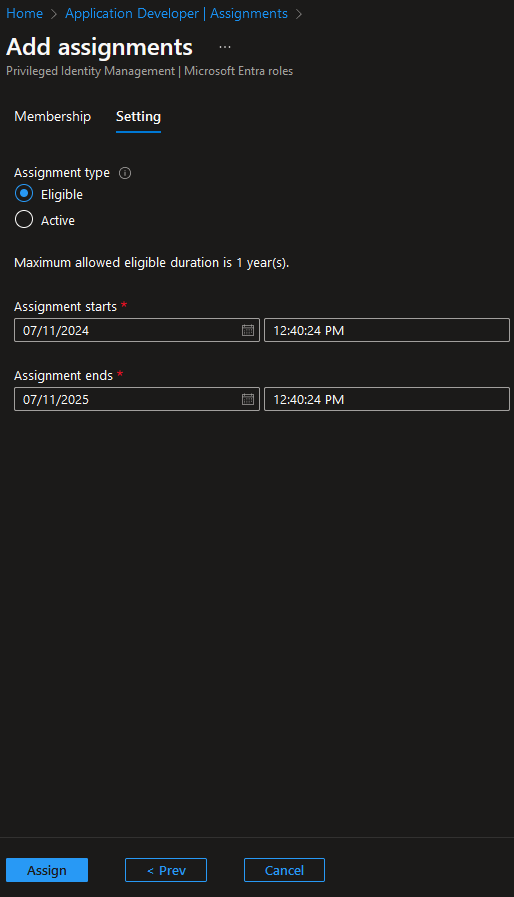 Home > Application Developer | Assignments >
Add assignments ...
Privileged Identity Management | Microsoft Entra roles
Membership Setting
Assignment type
Eligible
Active
Maximum allowed eligible duration is 1 year(s).
Assignment starts *
07/11/2024 12:40:24 PM
Assignment ends *
07/11/2025 12:40:24 PM
Assign < Prev Cancel